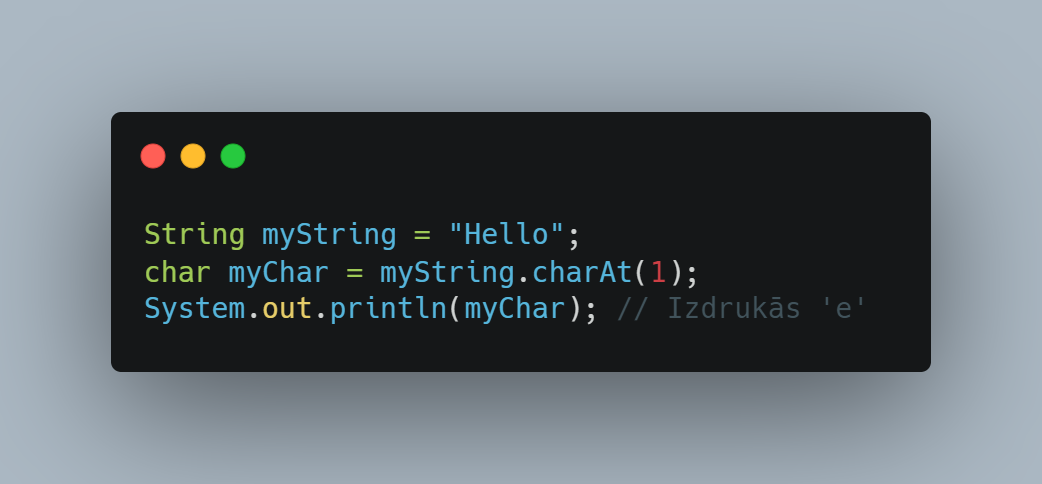 String myString = "Hello";
char myChar = myString.charAt(1);
System.out.println(myChar); // Izdrukās 'e'